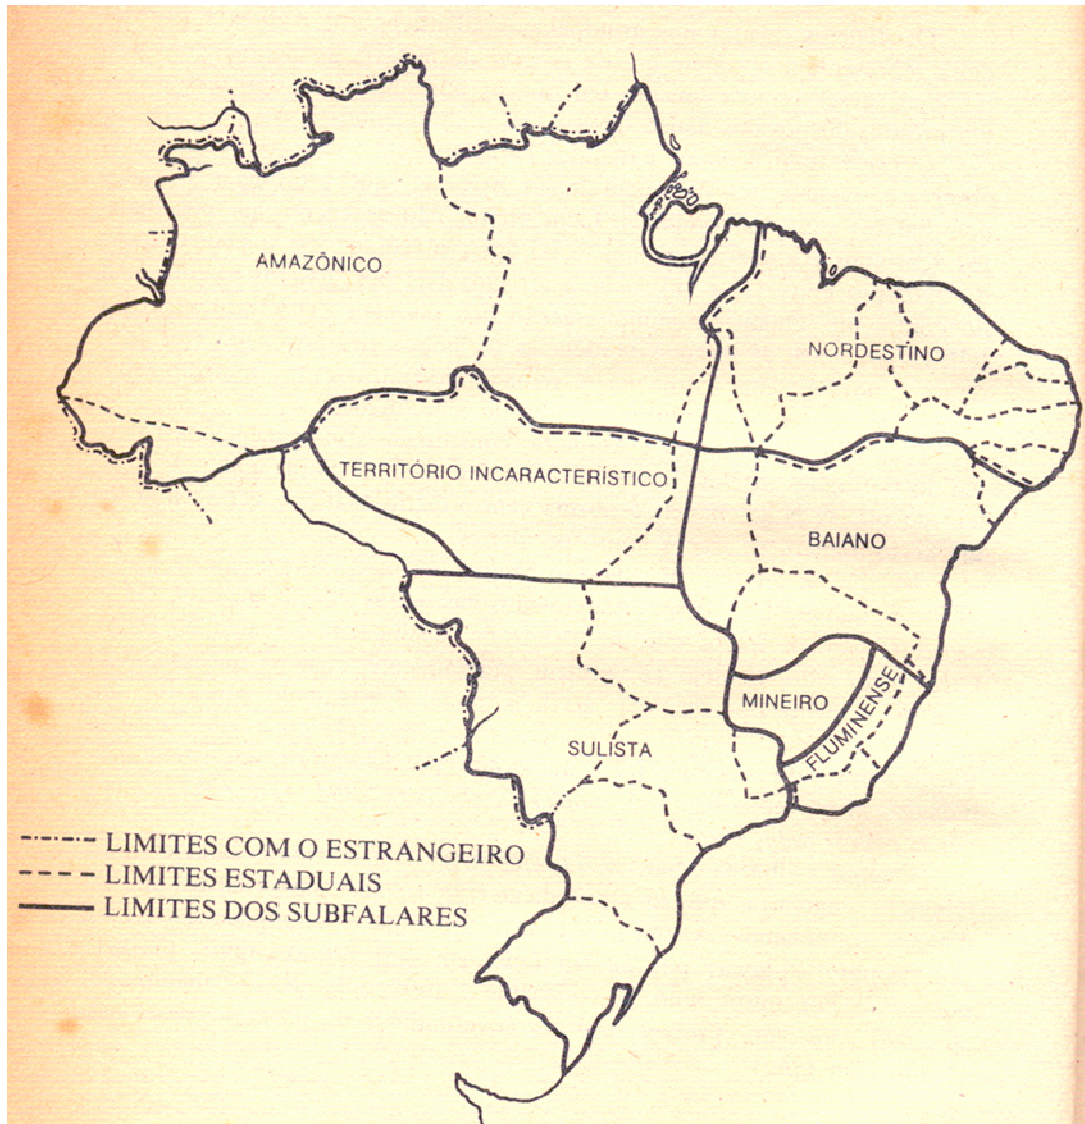 AMAZÔNICO
NORDESTINO
TERRITÓRIO INCARACTERÍSTICO
BAIANO
MINEIRO
FLUMINENSE
SULISTA
LIMITES COM O ESTRANGEIRO
LIMITES ESTADUAIS
LIMITES DOS SUBFALARES